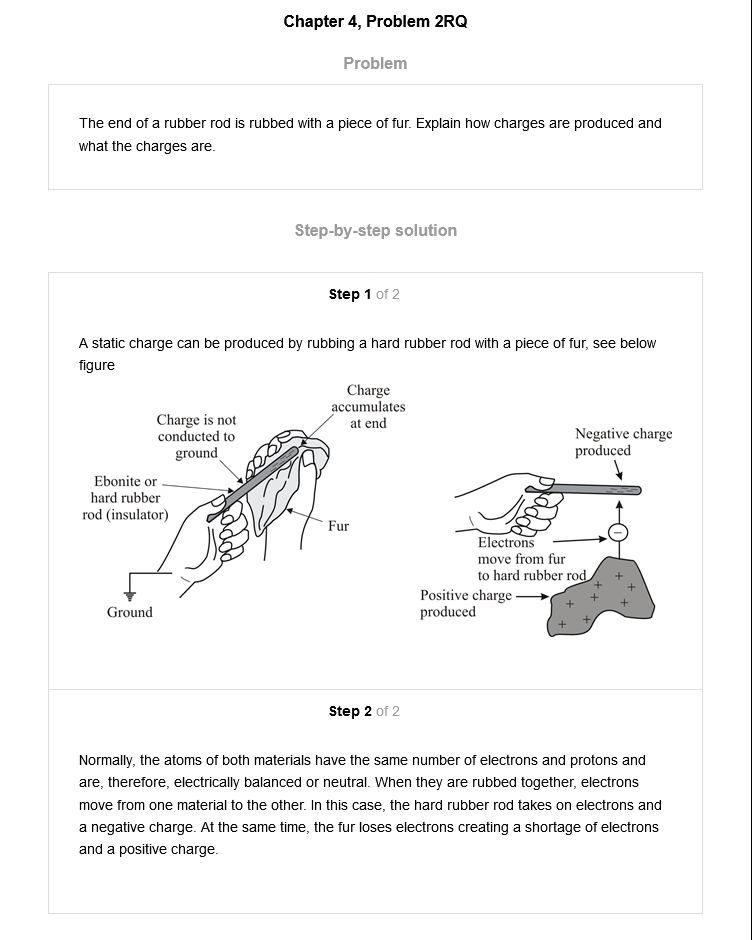 Chapter 4, Problem 2RQ
Problem
The end of a rubber rod is rubbed with a piece of fur. Explain how charges are produced and
what the charges are.
Step-by-step solution
Step 1 of 2
A static charge can be produced by rubbing a hard rubber rod with a piece of fur, see below
figure
Charge
accumulates
at end
Charge is not
conducted to
ground
Ebonite or
hard rubber
rod (insulator)
Fur
Ground
Negative charge
produced
−
Electrons
move from fur
to hard rubber rod
Positive charge
produced
+
+
+
+
+
+
+
Step 2 of 2
Normally, the atoms of both materials have the same number of electrons and protons and
are, therefore, electrically balanced or neutral. When they are rubbed together, electrons
move from one material to the other. In this case, the hard rubber rod takes on electrons and
a negative charge. At the same time, the fur loses electrons creating a shortage of electrons
and a positive charge.